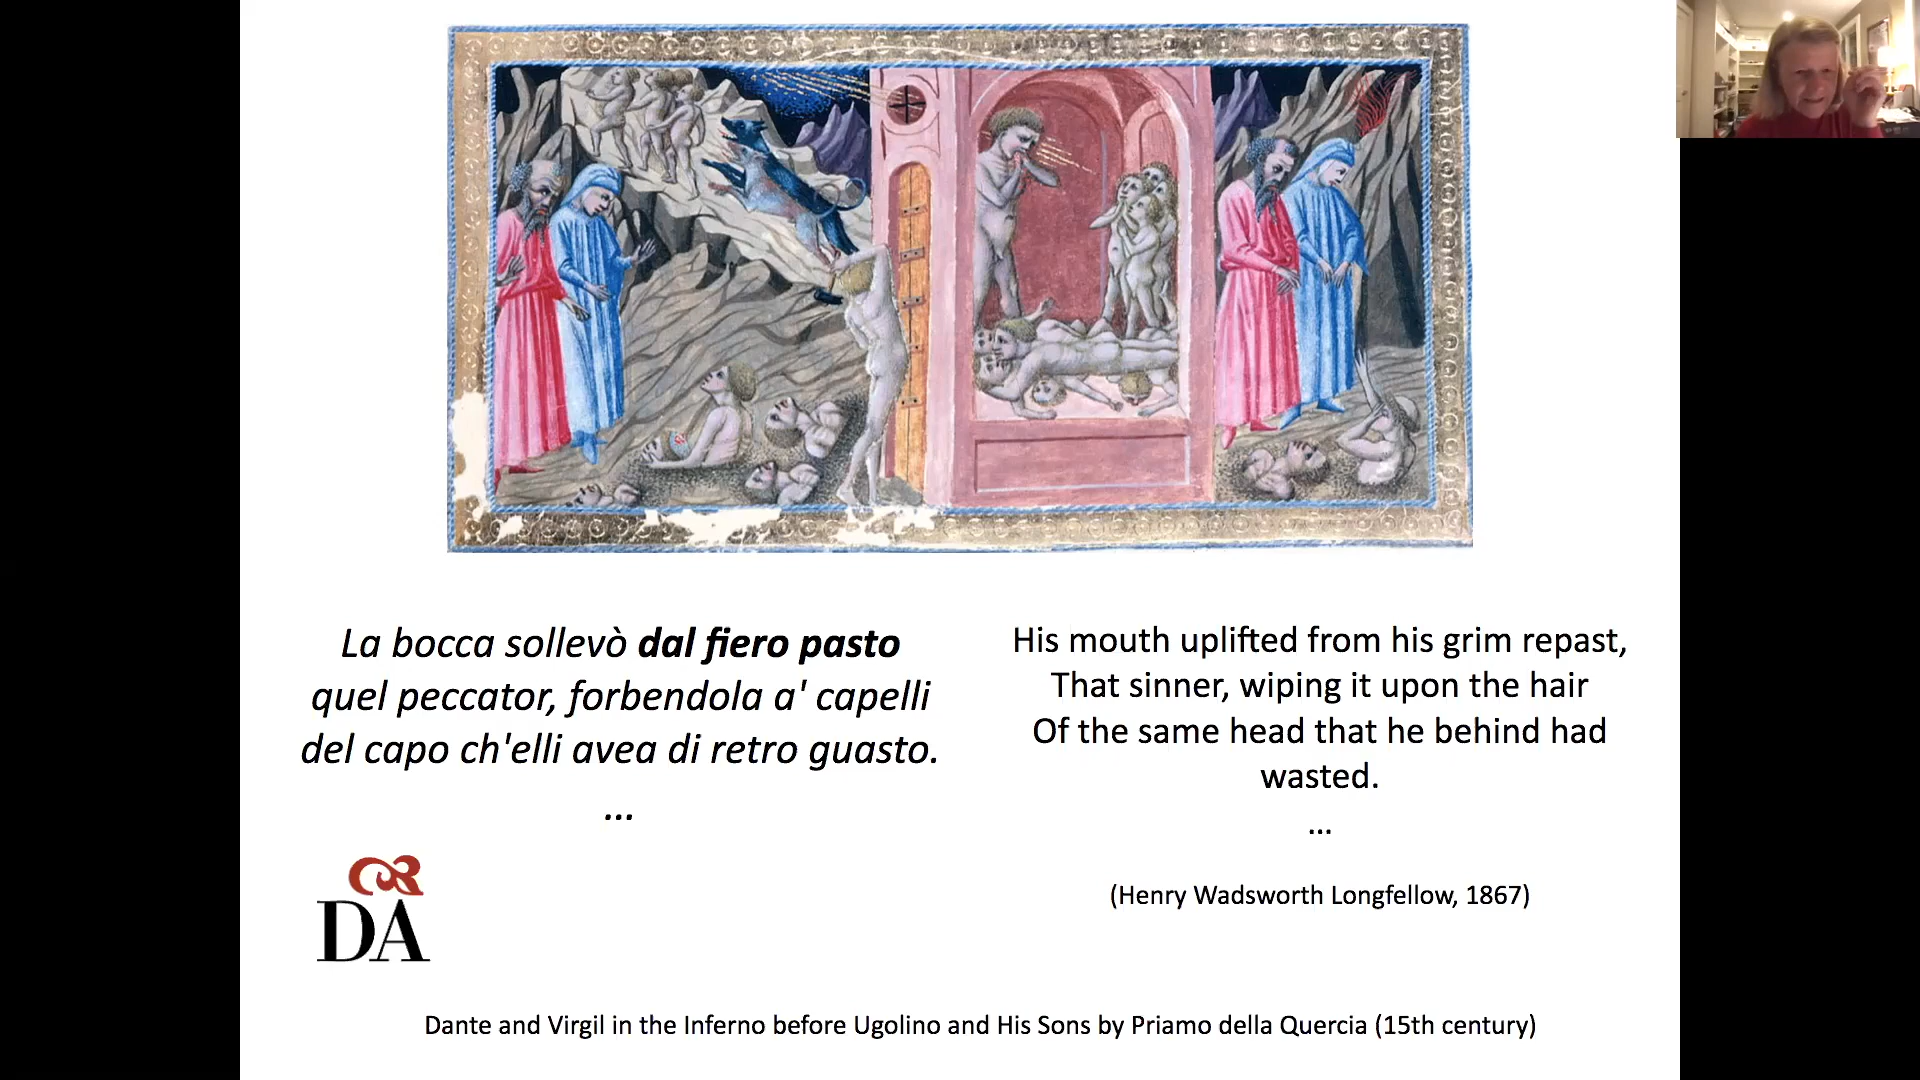 La bocca sollevò dal fiero pasto
quel peccator, forbendola a' capelli
del capo ch'elli avea di retro guasto.
...
His mouth uplifted from his grim repast,
That sinner, wiping it upon the hair
Of the same head that he behind had
wasted.
...
(Henry Wadsworth Longfellow, 1867)
DA
Dante and Virgil in the Inferno before Ugolino and His Sons by Priamo della Quercia (15th century)